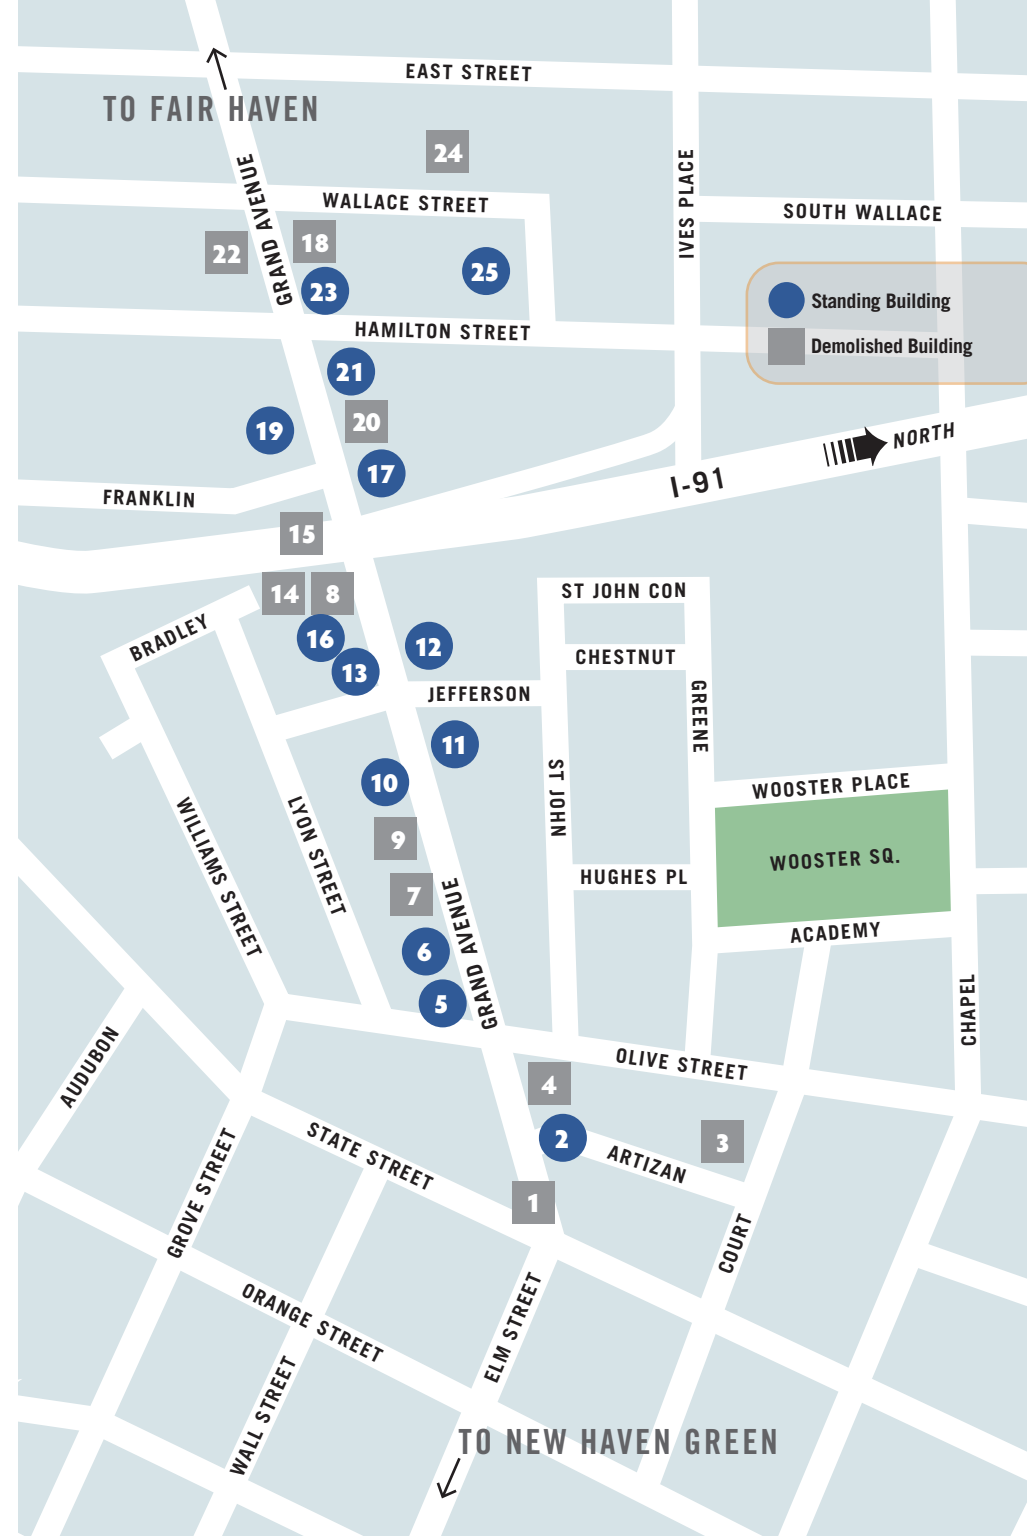 EAST STREET
TO FAIR HAVEN
24
GRAND AVENUE
IVES PLACE
WALLACE STREET
SOUTH WALLACE
22
18
25
23
Standing Building
HAMILTON STREET
Demolished Building
21
20
19
NORTH
17
I-91
FRANKLIN
15
14
8
ST JOHN CON
BRADLEY
16
12
CHESTNUT
13
JEFFERSON
GREENE
11
10
ST JOHN
WOOSTER PLACE
WILLIAMS STREET
LYON STREET
9
WOOSTER SQ.
HUGHES PL
7
GRAND AVENUE
ACADEMY
6
5
CHAPEL
AUDUBON
OLIVE STREET
4
2
3
STATE STREET
ARTIZAN
GROVE STREET
1
COURT
ORANGE STREET
ELM STREET
WALL STREET
TO NEW HAVEN GREEN